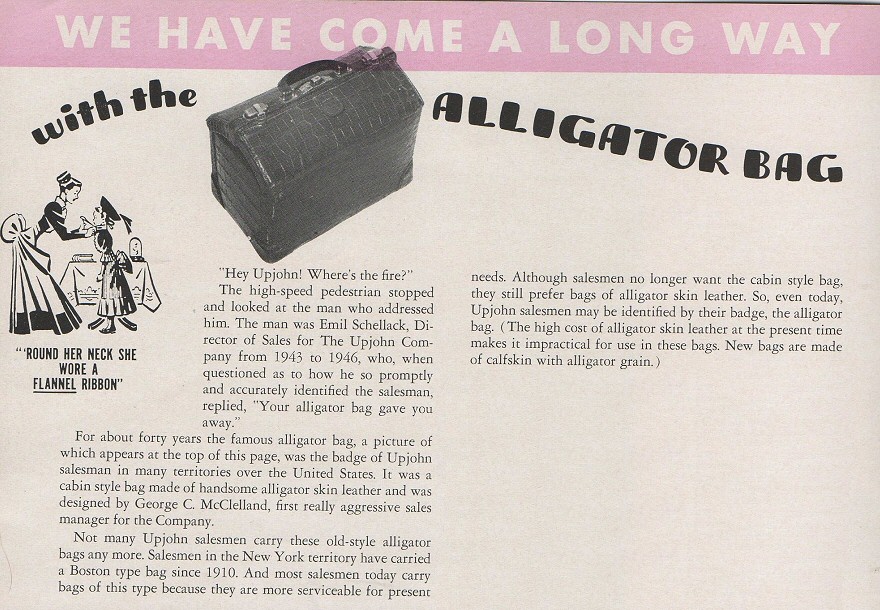 WE HAVE COME A LONG WAY
with the
ALLIGATOR BAG
"'ROUND HER NECK SHE
WORE A
FLANNEL RIBBON"
"Hey Upjohn! Where's the fire?"
The high-speed pedestrian stopped
and looked at the man who addressed
him. The man was Emil Schellack, Di-
rector of Sales for The Upjohn Com-
pany from 1943 to 1946, who, when
questioned as to how he so promptly
and accurately identified the salesman,
replied, "Your alligator bag gave you
away."
For about forty years the famous alligator bag, a picture of
which appears at the top of this page, was the badge of Upjohn
salesman in many territories over the United States. It was a
cabin style bag made of handsome alligator skin leather and was
designed by George C. McClelland, first really aggressive sales
manager for the Company.
Not many Upjohn salesmen carry these old-style alligator
bags any more. Salesmen in the New York territory have carried
a Boston type bag since 1910. And most salesmen today carry
bags of this type because they are more serviceable for present
needs. Although salesmen no longer want the cabin style bag,
they still prefer bags of alligator skin leather. So, even today,
Upjohn salesmen may be identified by their badge, the alligator
bag. (The high cost of alligator skin leather at the present time
makes it impractical for use in these bags. New bags are made
of calfskin with alligator grain.)